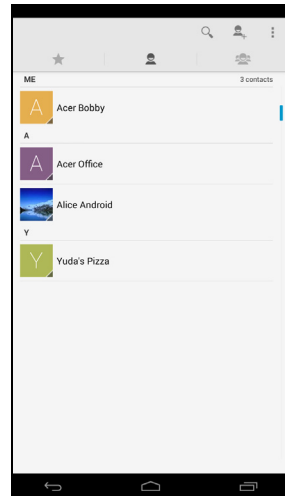 ME 3 contacts
A Acer Bobby
A
A Acer Office
Alice Android
Y
Y Yuda's Pizza